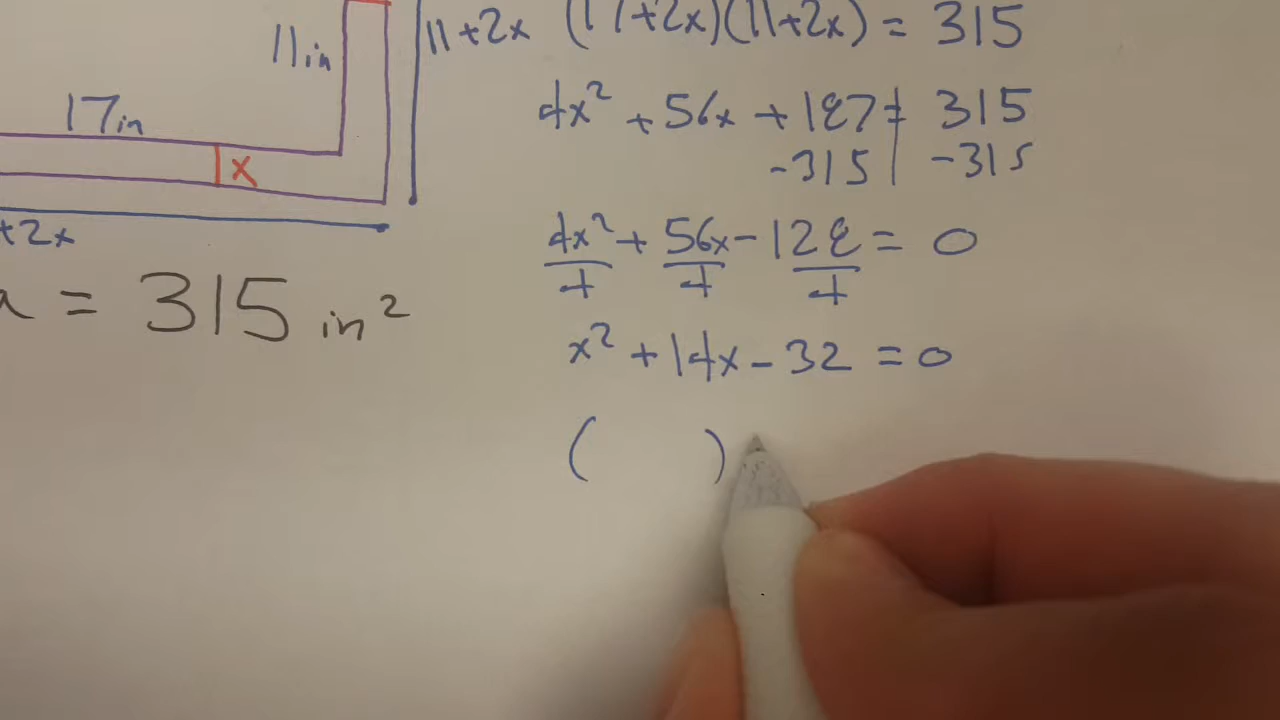 11in
17in
x
+2x
11+2x
a = 315 in²
(17+2x)(11+2x) = 315
4x² + 56x + 187 = 315
-315 -315
4x² + 56x - 128 = 0
4 4 4
x² + 14x - 32 = 0
( )